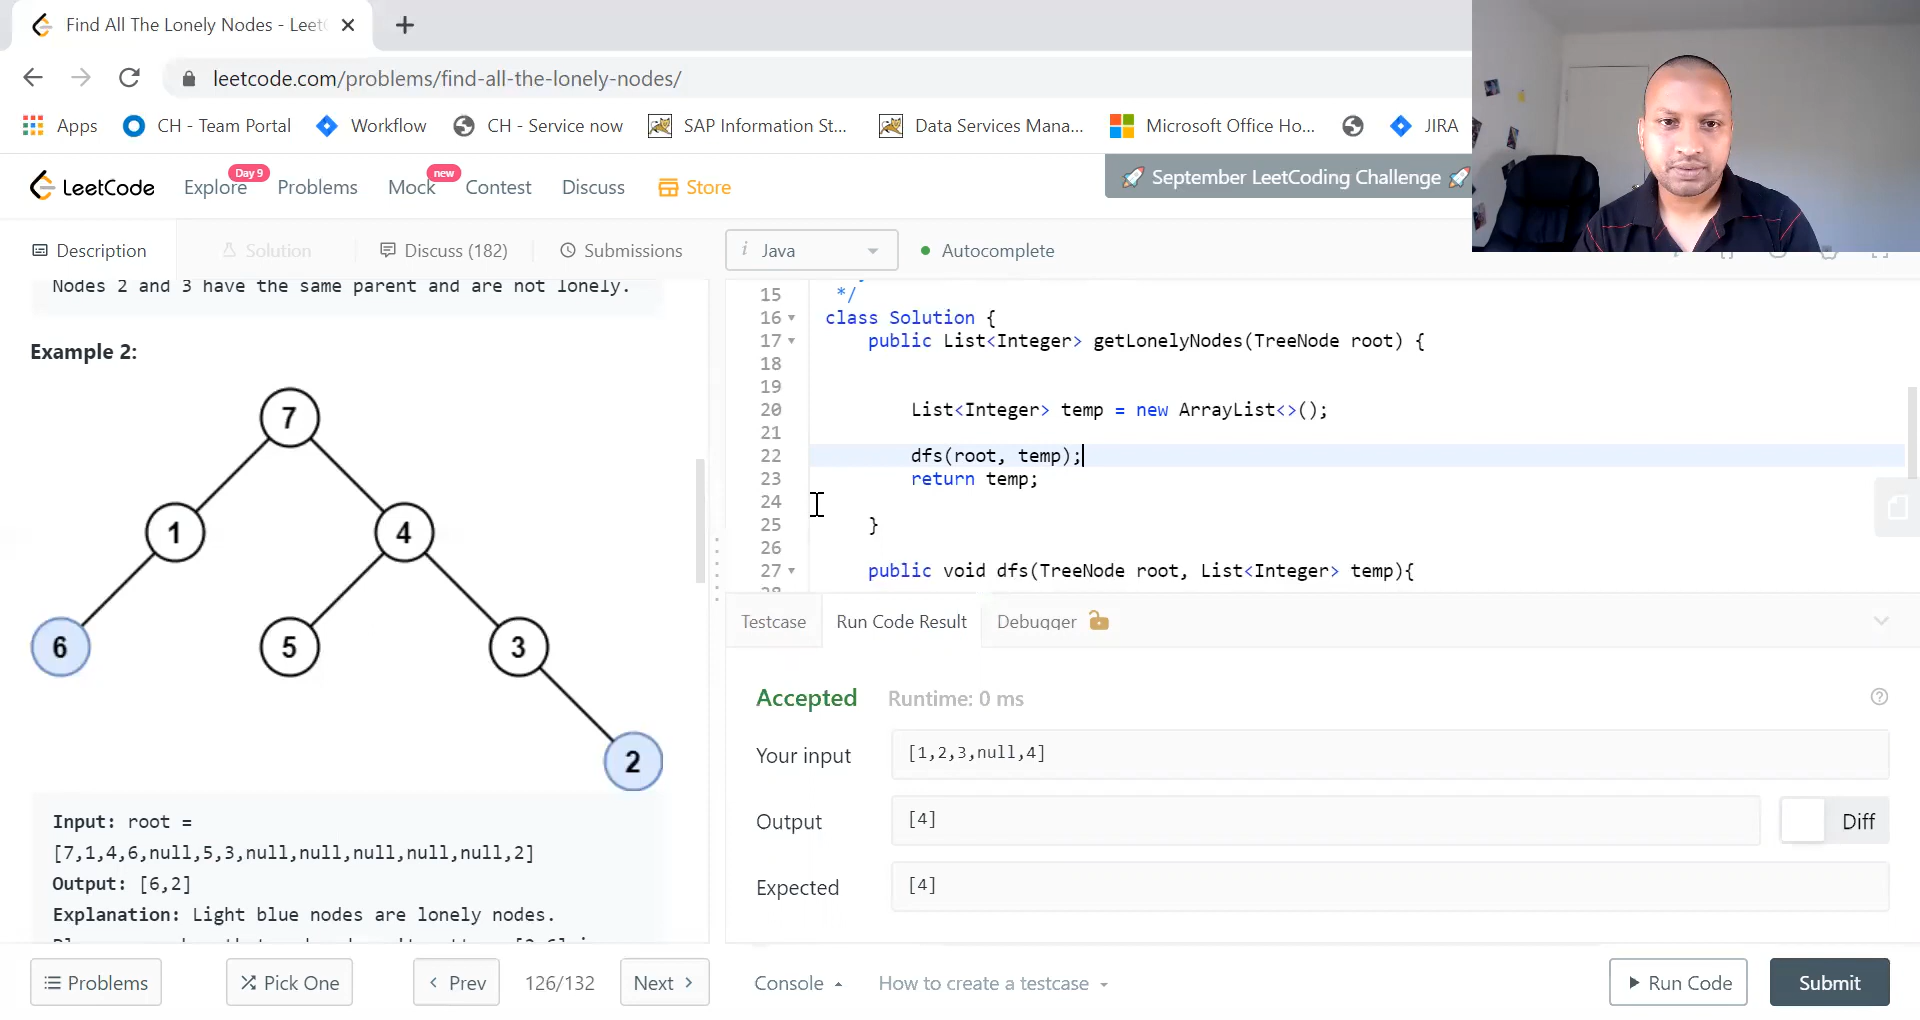 Find All The Lonely Nodes - Leet
leetcode.com/problems/find-all-the-lonely-nodes/
Apps
CH - Team Portal
Workflow
CH - Service now
SAP Information St...
Data Services Mana...
Microsoft Office Ho...
JIRA
LeetCode
Explore
Day 9
Problems
Mock
new
Contest
Discuss
Store
September LeetCoding Challenge
Description
Solution
Discuss (182)
Submissions
i Java
Autocomplete
Nodes 2 and 3 have the same parent and are not lonely.
Example 2:
7
1
4
6
5
3
2
Input: root =
[7,1,4,6,null,5,3,null,null,null,null,null,2]
Output: [6,2]
Explanation: Light blue nodes are lonely nodes.
15 */
16 class Solution {
17 public List<Integer> getLonelyNodes(TreeNode root) {
18
19
20 List<Integer> temp = new ArrayList<>();
21
22 dfs(root, temp);
23 return temp;
24
25 }
26
27 public void dfs(TreeNode root, List<Integer> temp){
28
Testcase
Run Code Result
Debugger
Accepted
Runtime: 0 ms
Your input
[1,2,3,null,4]
Output
[4]
Diff
Expected
[4]
Problems
Pick One
Prev
126/132
Next
Console
How to create a testcase
Run Code
Submit